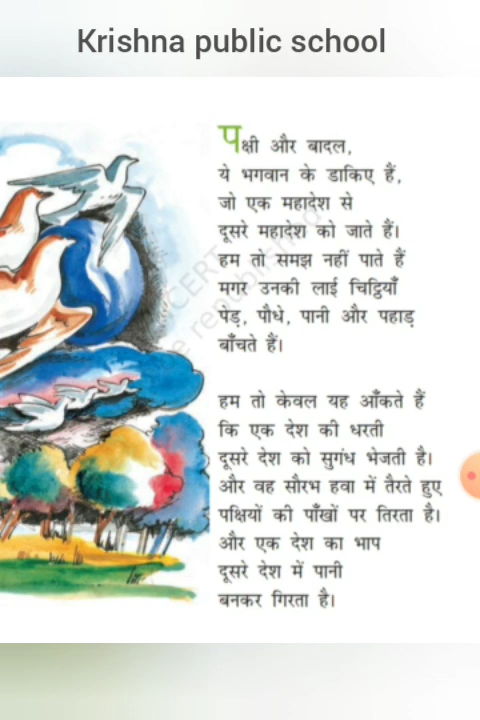 Krishna public school
पक्षी और बादल,
ये भगवान के डाकिए हैं,
जो एक महादेश से
दूसरे महादेश को जाते हैं।
हम तो समझ नहीं पाते हैं
मगर उनकी लाई चिट्ठियाँ
पेड़, पौधे, पानी और पहाड़
बाँचते हैं।
हम तो केवल यह आँकते हैं
कि एक देश की धरती
दूसरे देश को सुगंध भेजती है।
और वह सौरभ हवा में तैरते हुए
पक्षियों की पाँखों पर तिरता है।
और एक देश का भाप
दूसरे देश में पानी
बनकर गिरता है।